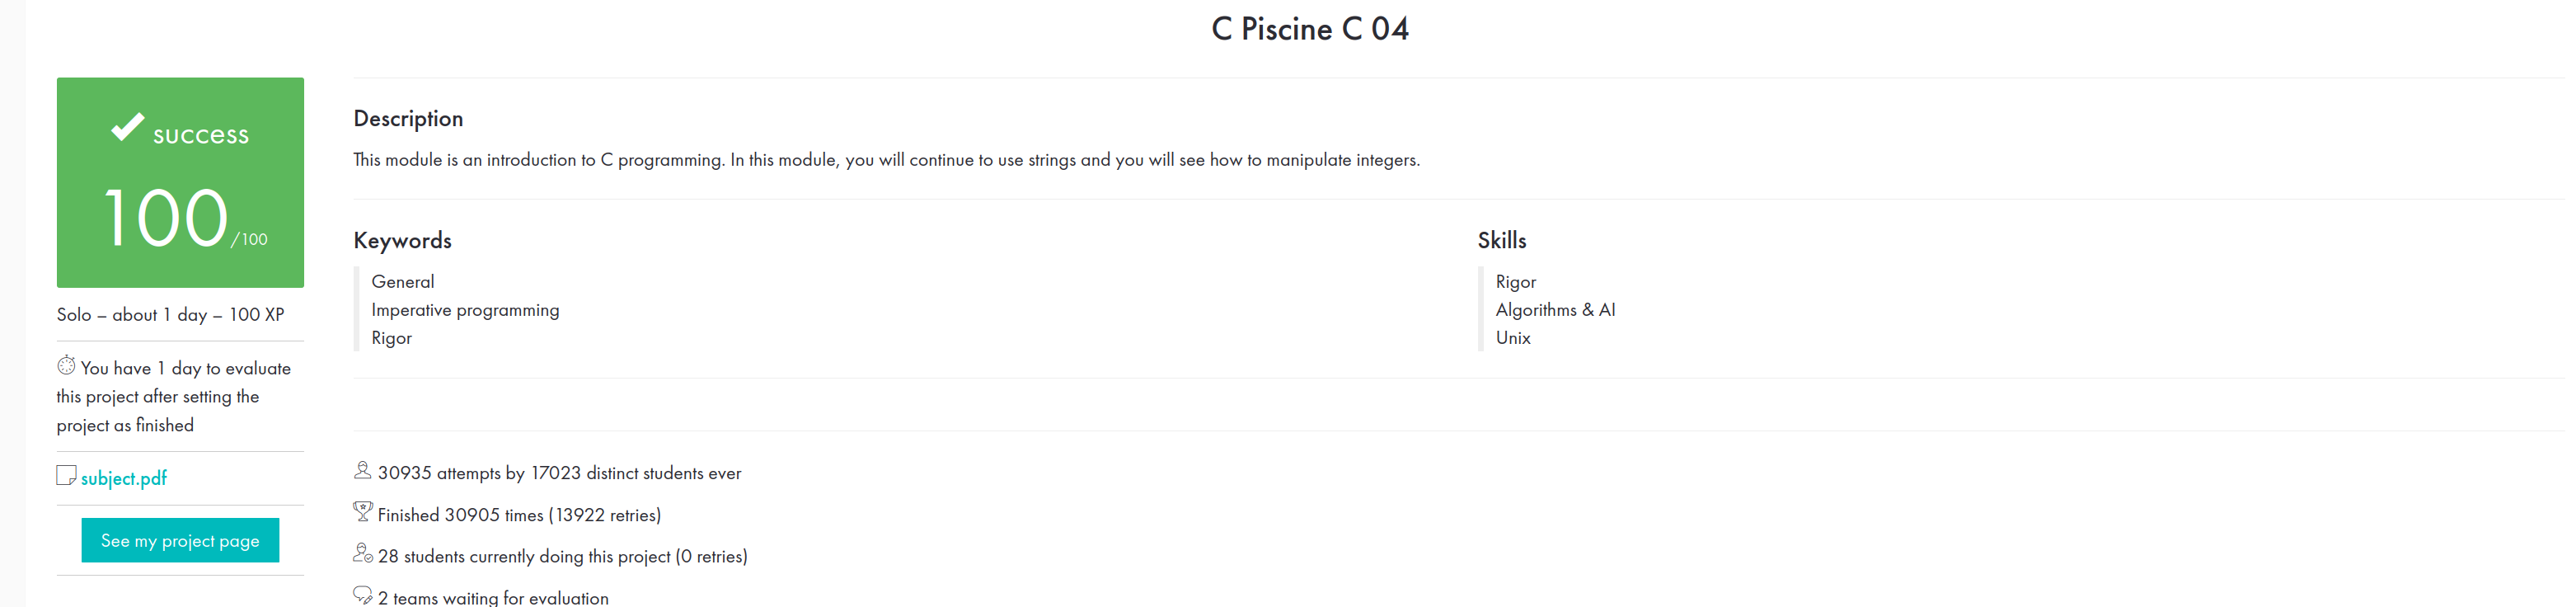 C Piscine C 04
success
100/100
Solo – about 1 day – 100 XP
You have 1 day to evaluate
this project after setting the
project as finished
subject.pdf
See my project page
Description
This module is an introduction to C programming. In this module, you will continue to use strings and you will see how to manipulate integers.
Keywords
General
Imperative programming
Rigor
Skills
Rigor
Algorithms & AI
Unix
30935 attempts by 17023 distinct students ever
Finished 30905 times (13922 retries)
28 students currently doing this project (0 retries)
2 teams waiting for evaluation